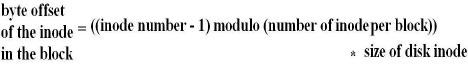 byte offset
of the inode = ((inode number - 1) modulo (number of inode per block))
in the block * size of disk inode